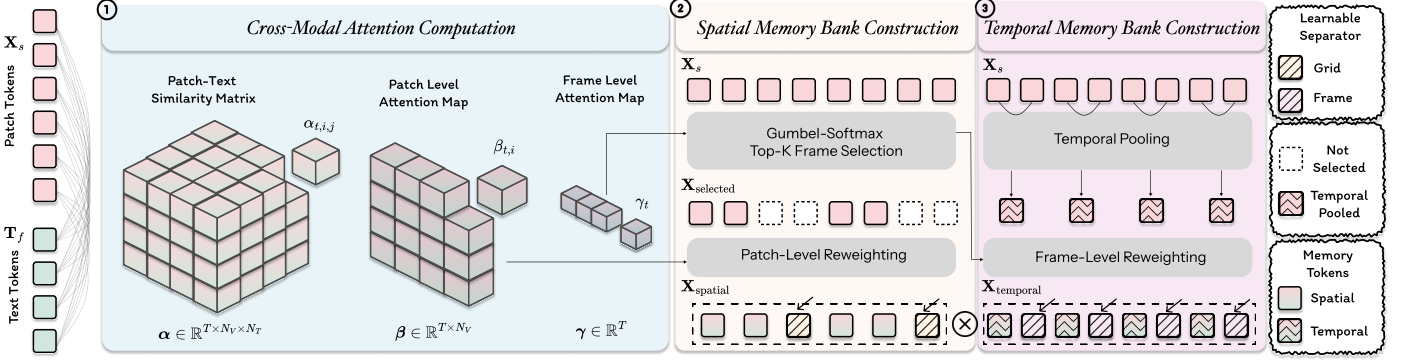 X_s
Patch Tokens
T_f
Text Tokens
1
Cross-Modal Attention Computation
Patch-Text
Similarity Matrix
α_{t,i,j}
α ∈ ℝ^{T×N_V×N_T}
Patch Level
Attention Map
β_{t,i}
β ∈ ℝ^{T×N_V}
Frame Level
Attention Map
γ_t
γ ∈ ℝ^T
2
Spatial Memory Bank Construction
X_s
Gumbel-Softmax
Top-K Frame Selection
X_selected
Patch-Level Reweighting
X_spatial
3
Temporal Memory Bank Construction
X_s
Temporal Pooling
Frame-Level Reweighting
X_temporal
Learnable
Separator
Grid
Frame
Not
Selected
Temporal
Pooled
Memory
Tokens
Spatial
Temporal